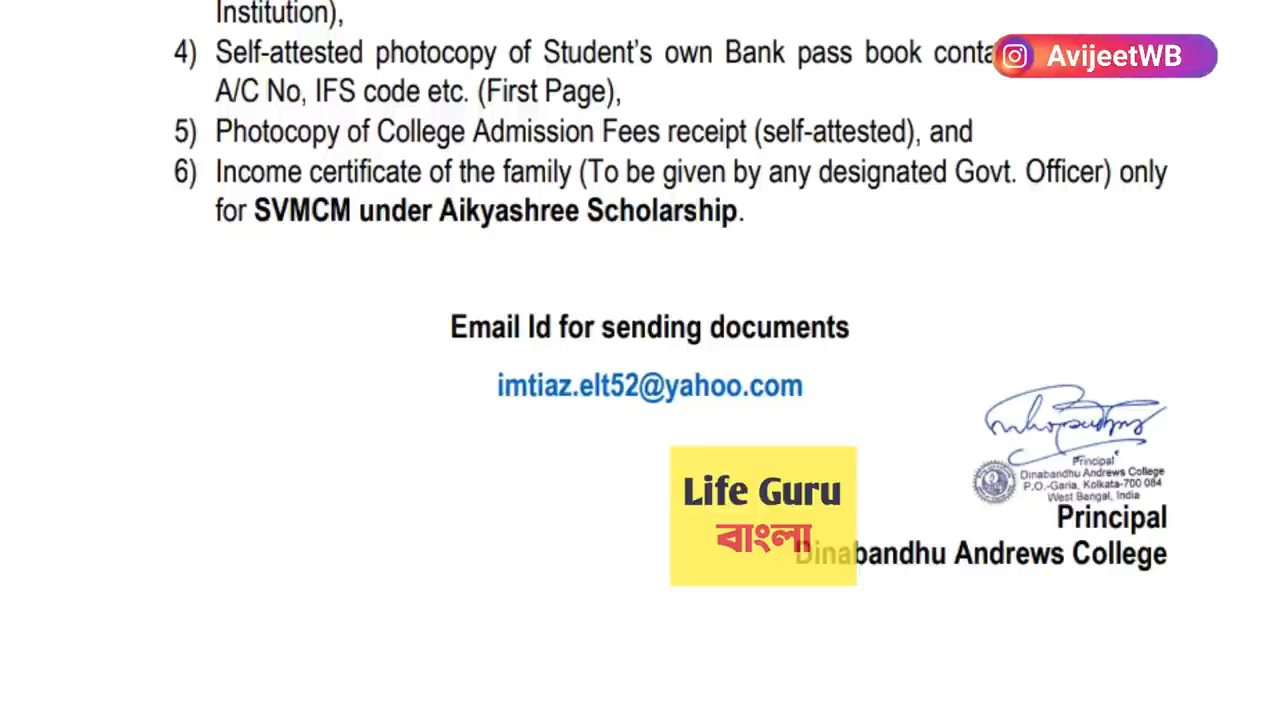 Institution),
4) Self-attested photocopy of Student's own Bank pass book
AvijeetWB
A/C No, IFS code etc. (First Page),
5) Photocopy of College Admission Fees receipt (self-attested), and
6) Income certificate of the family (To be given by any designated Govt. Officer) only
for SVMCM under Aikyashree Scholarship.
Email Id for sending documents
imtiaz.elt52@yahoo.com
Principal
Dinabandhu Andrews College
P.O.-Garia, Kolkata-700 084
West Bengal, India
Life Guru
বাংলা
Principal
Dinabandhu Andrews College